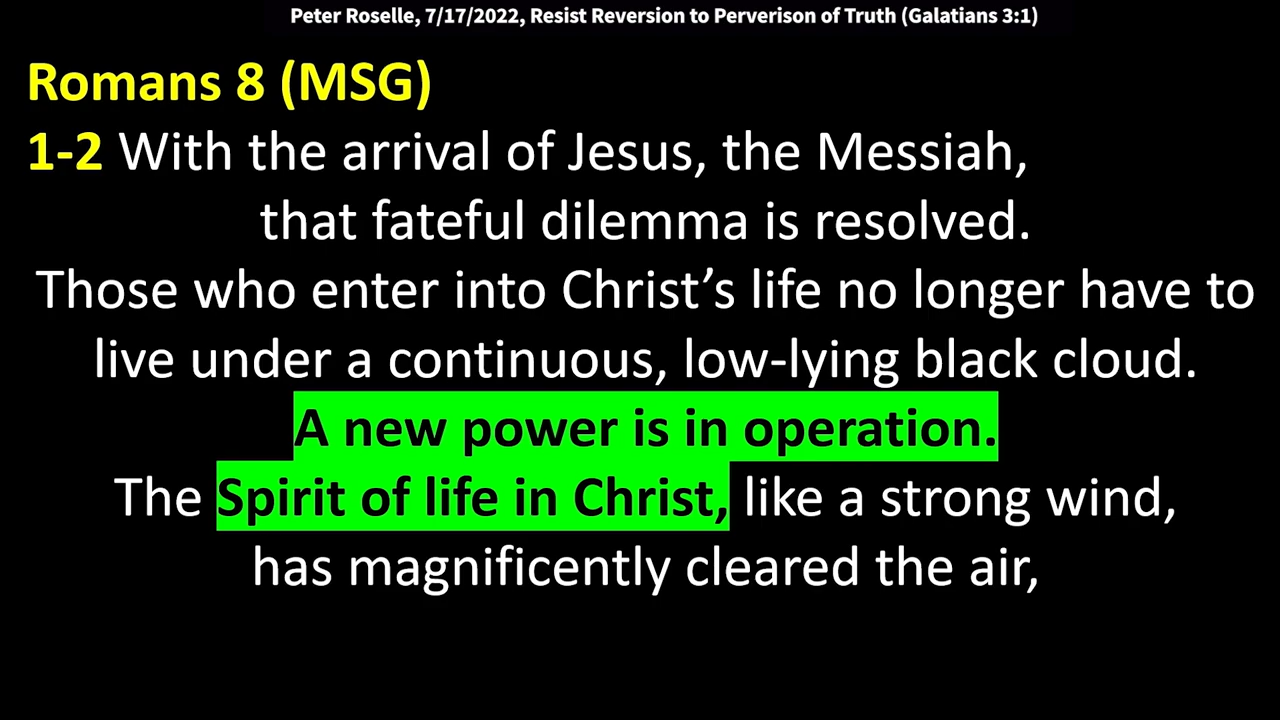 Peter Roselle, 7/17/2022, Resist Reversion to Perverison of Truth (Galatians 3:1)
Romans 8 (MSG)
1-2 With the arrival of Jesus, the Messiah,
that fateful dilemma is resolved.
Those who enter into Christ’s life no longer have to
live under a continuous, low-lying black cloud.
A new power is in operation.
The Spirit of life in Christ, like a strong wind,
has magnificently cleared the air,